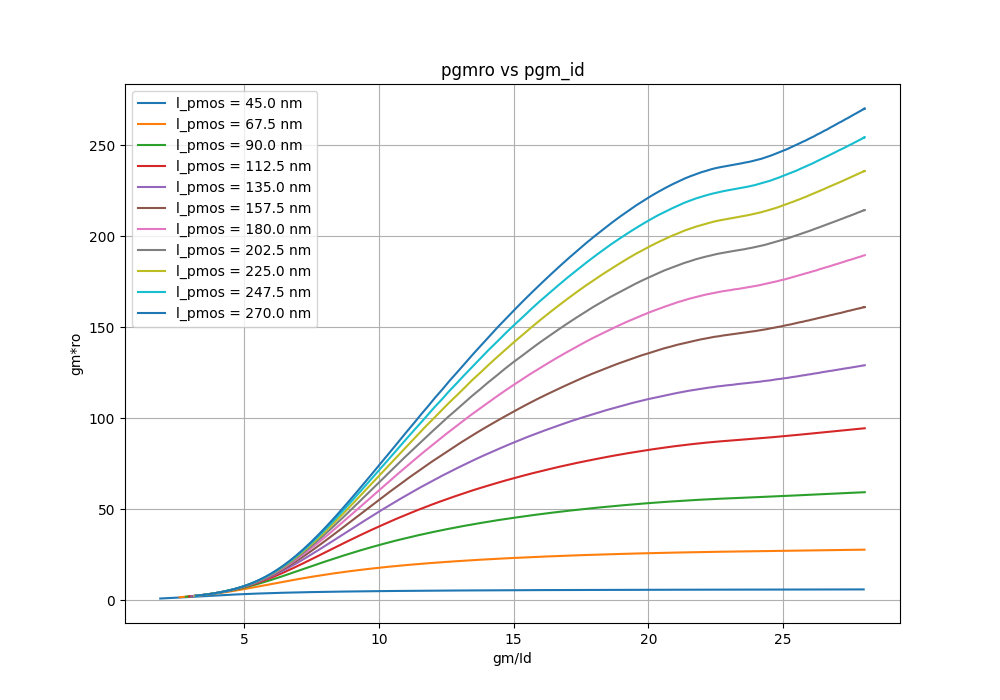 pgmro vs pgm_id
l_pmos = 45.0 nm
l_pmos = 67.5 nm
l_pmos = 90.0 nm
l_pmos = 112.5 nm
l_pmos = 135.0 nm
l_pmos = 157.5 nm
l_pmos = 180.0 nm
l_pmos = 202.5 nm
l_pmos = 225.0 nm
l_pmos = 247.5 nm
l_pmos = 270.0 nm
gm*ro
250
200
150
100
50
0
5 10 15 20 25
gm/Id